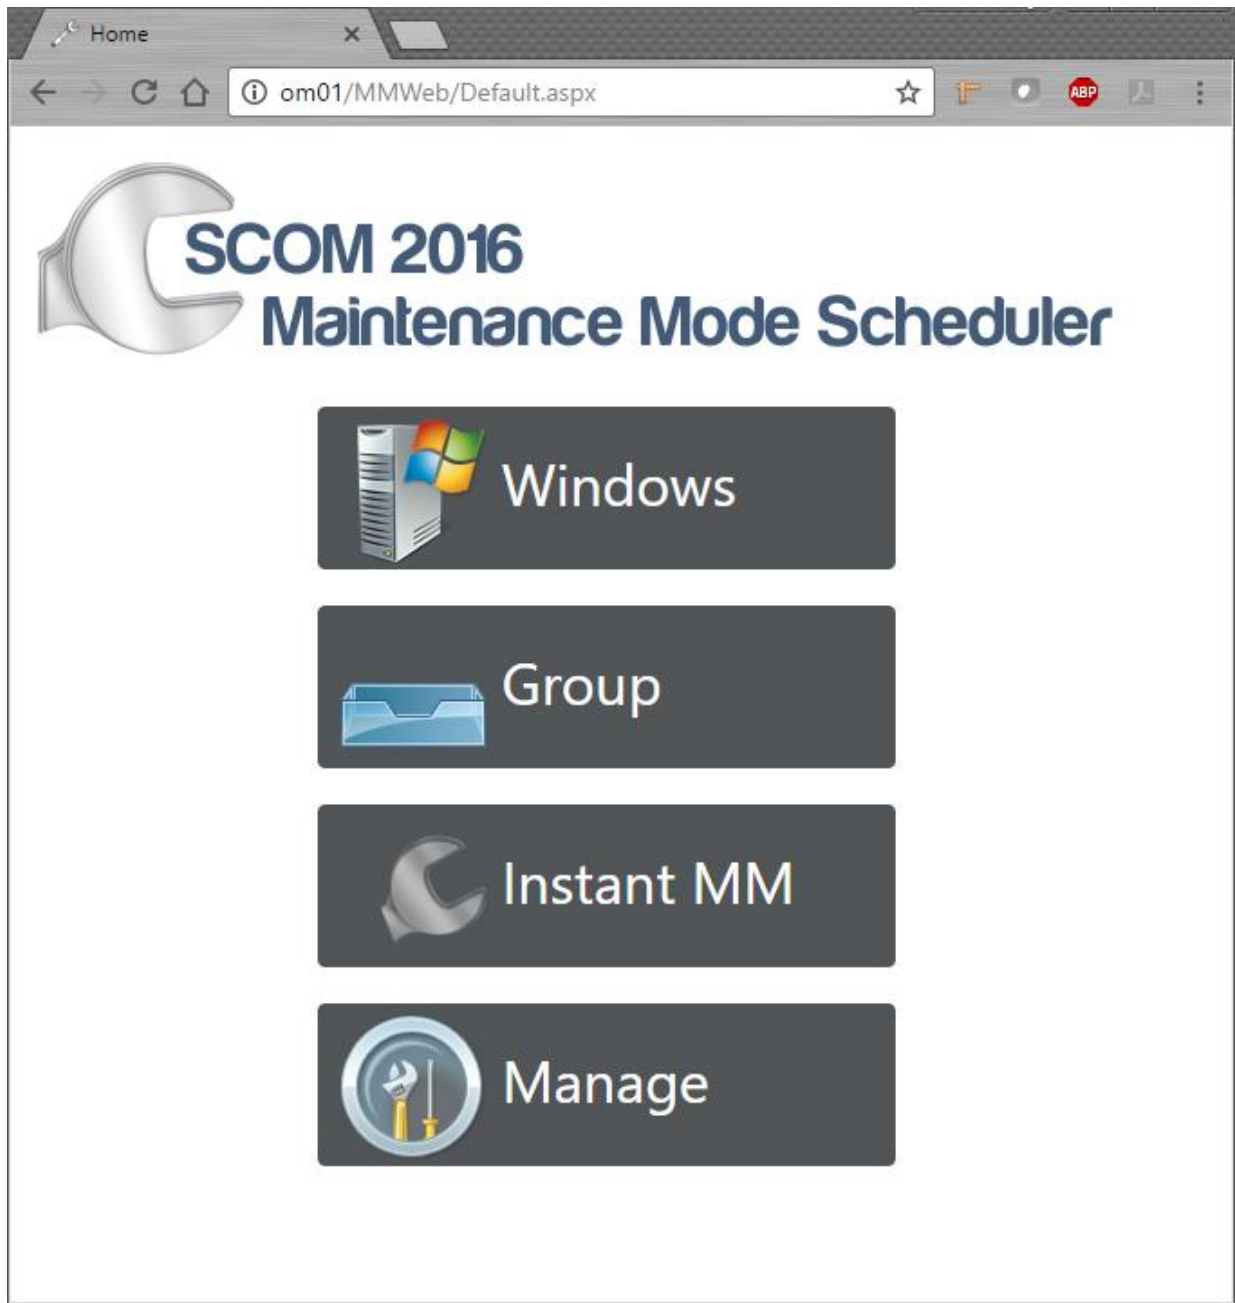 Home
om01/MMWeb/Default.aspx
ABP
SCOM 2016
Maintenance Mode Scheduler
Windows
Group
Instant MM
Manage